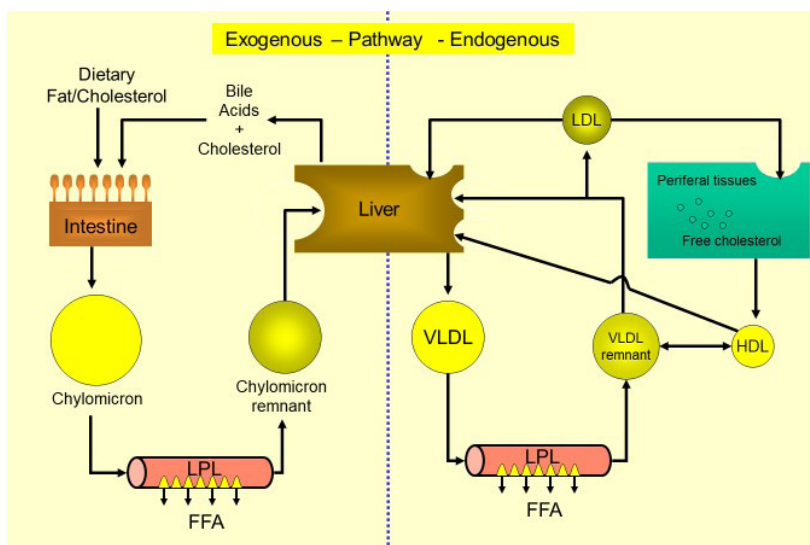 Exogenous – Pathway - Endogenous
Dietary
Fat/Cholesterol
Bile
Acids
+
Cholesterol
Intestine
Liver
LDL
Periferal tissues
Free cholesterol
Chylomicron
Chylomicron
remnant
VLDL
VLDL
remnant
HDL
LPL
FFA
LPL
FFA